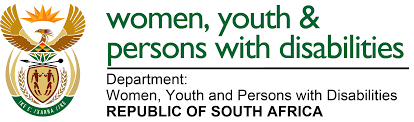 women, youth &
persons with disabilities
Department:
Women, Youth and Persons with Disabilities
REPUBLIC OF SOUTH AFRICA